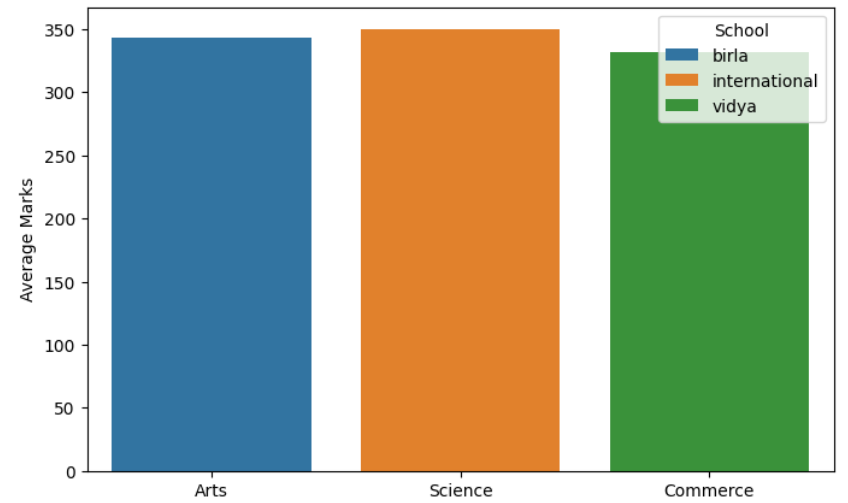 350
300
250
200
150
100
50
0
Average Marks
School
birla
international
vidya
Arts
Science
Commerce